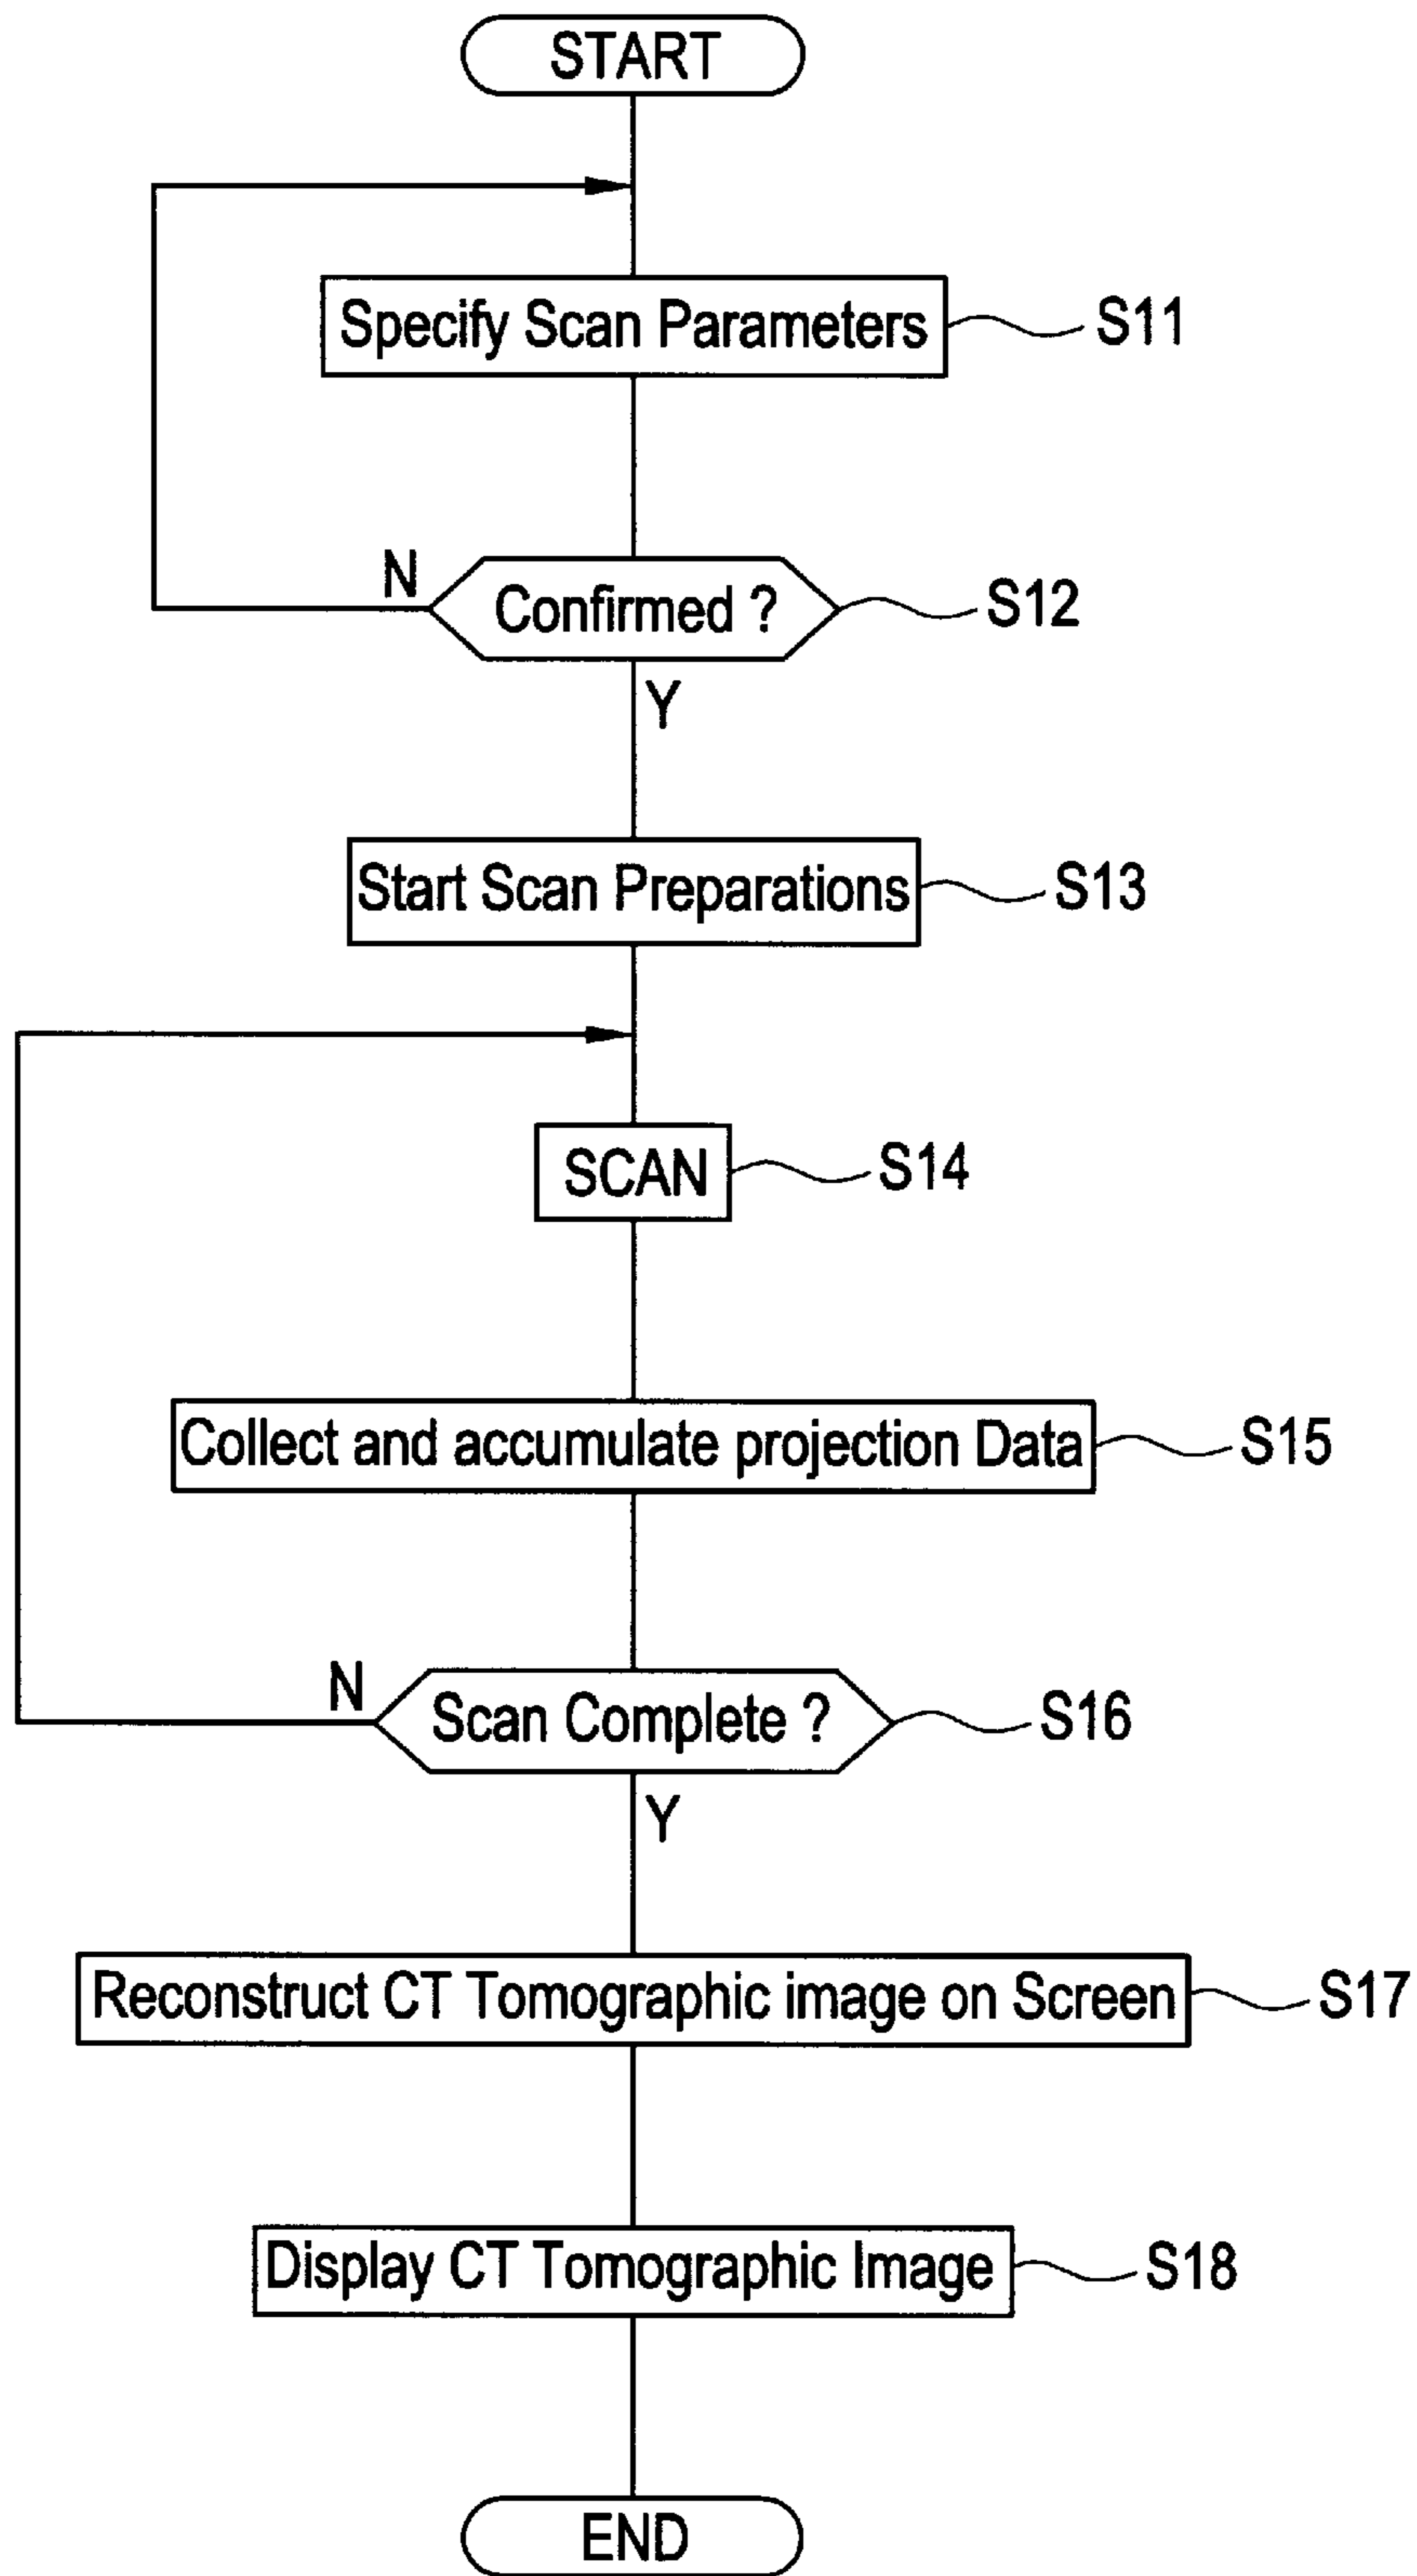 START
Specify Scan Parameters
S11
N
Confirmed ?
S12
Y
Start Scan Preparations
S13
SCAN
S14
Collect and accumulate projection Data
S15
N
Scan Complete ?
S16
Y
Reconstruct CT Tomographic image on Screen
S17
Display CT Tomographic Image
S18
END